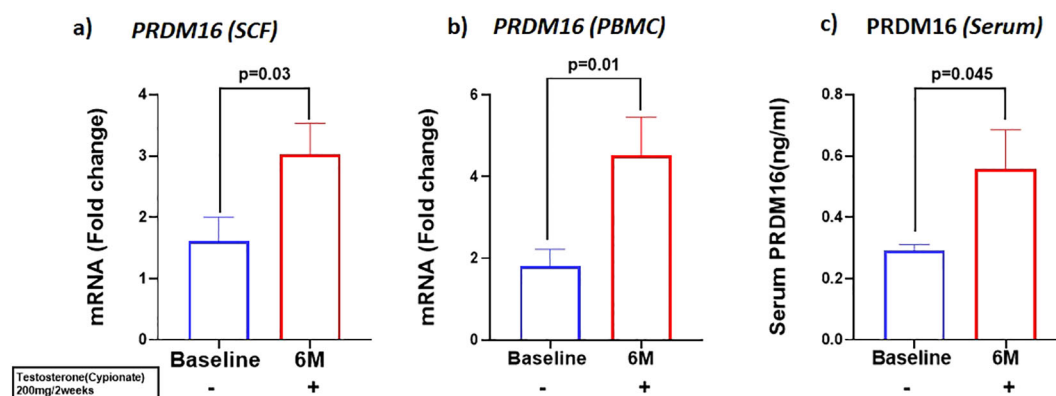 a) PRDM16 (SCF)
p=0.03
mRNA (Fold change)
4
3
2
1
0
Baseline 6M
Testosterone(Cypionate)
200mg/2weeks
- +
b) PRDM16 (PBMC)
p=0.01
mRNA (Fold change)
6
4
2
0
Baseline 6M
- +
c) PRDM16 (Serum)
p=0.045
Serum PRDM16(ng/ml)
0.8
0.6
0.4
0.2
0.0
Baseline 6M
- +